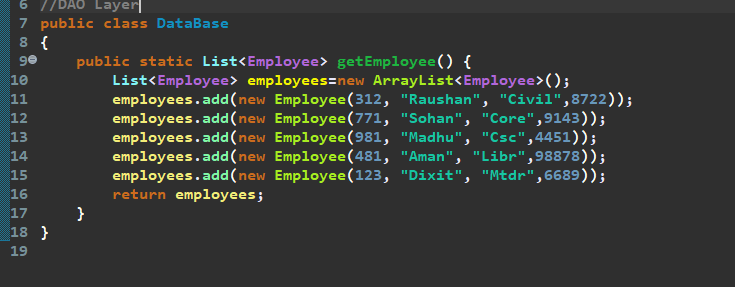 6 //DAO Layer
7 public class DataBase
8 {
9 public static List<Employee> getEmployee() {
10 List<Employee> employees=new ArrayList<Employee>();
11 employees.add(new Employee(312, "Raushan", "Civil",8722));
12 employees.add(new Employee(771, "Sohan", "Core",9143));
13 employees.add(new Employee(981, "Madhu", "Csc",4451));
14 employees.add(new Employee(481, "Aman", "Libr",98878));
15 employees.add(new Employee(123, "Dixit", "Mtdr",6689));
16 return employees;
17 }
18 }
19